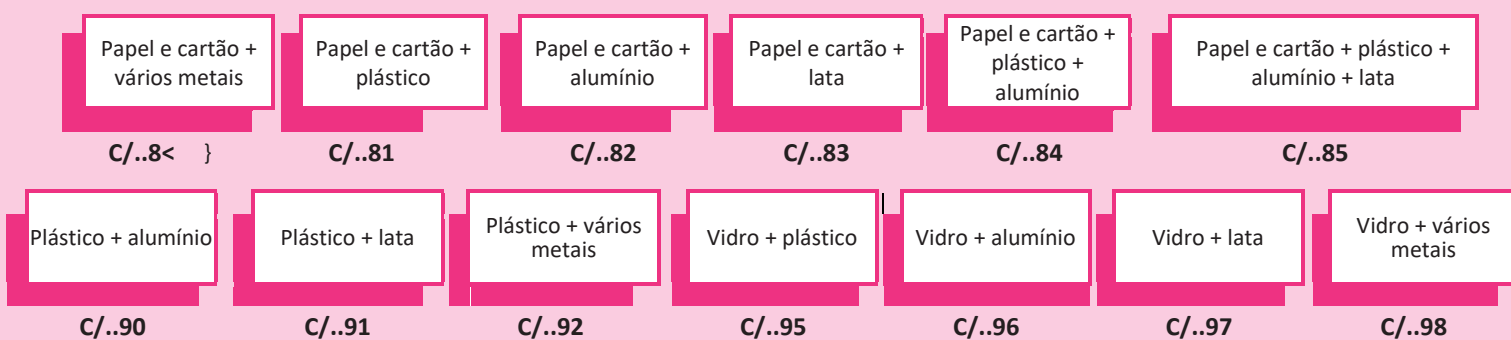 Papel e cartão +
vários metais
Papel e cartão +
plástico
Papel e cartão +
alumínio
Papel e cartão +
lata
Papel e cartão +
plástico +
alumínio
Papel e cartão + plástico +
alumínio + lata
C/..8< }
C/..81
C/..82
C/..83
C/..84
C/..85
Plástico + alumínio
Plástico + lata
Plástico + vários
metais
Vidro + plástico
Vidro + alumínio
Vidro + lata
Vidro + vários
metais
C/..90
C/..91
C/..92
C/..95
C/..96
C/..97
C/..98